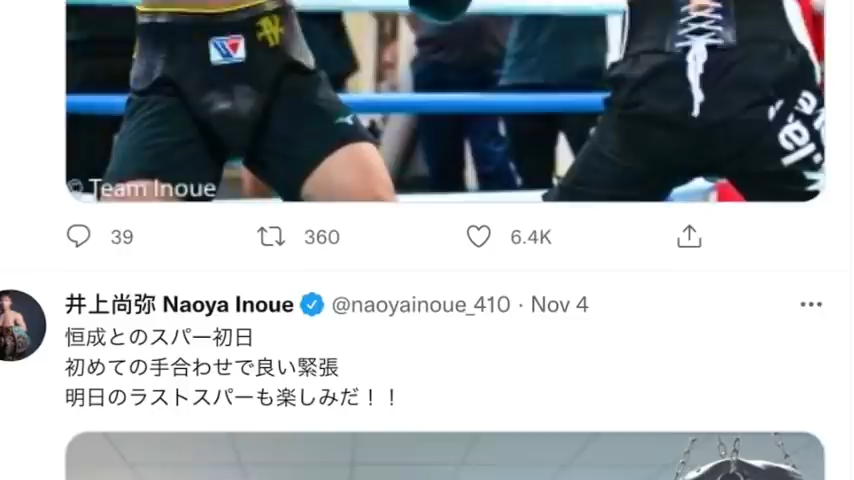 © Team Inoue
39 360 6.4K
井上尚弥 Naoya Inoue @naoyainoue_410 · Nov 4
恒成とのスパー初日
初めての手合わせで良い緊張
明日のラストスパーも楽しみだ！！